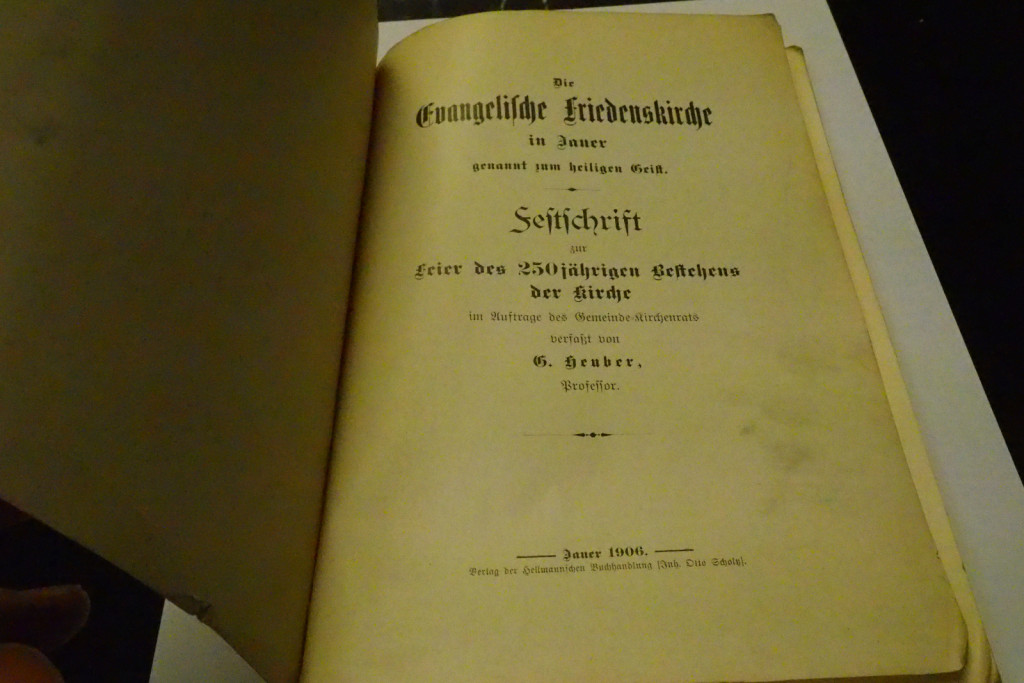 Die
Evangelische Friedenskirche
in Jauer
genannt zum heiligen Geist.
Festschrift
zur
Feier des 250jährigen Bestehens
der Kirche
im Auftrage des Gemeinde-Kirchenrats
verfaßt von
G. Heuber,
Professor.
Jauer 1906.
Verlag der Hellmannschen Buchhandlung (Inh. Otto Scholtz).